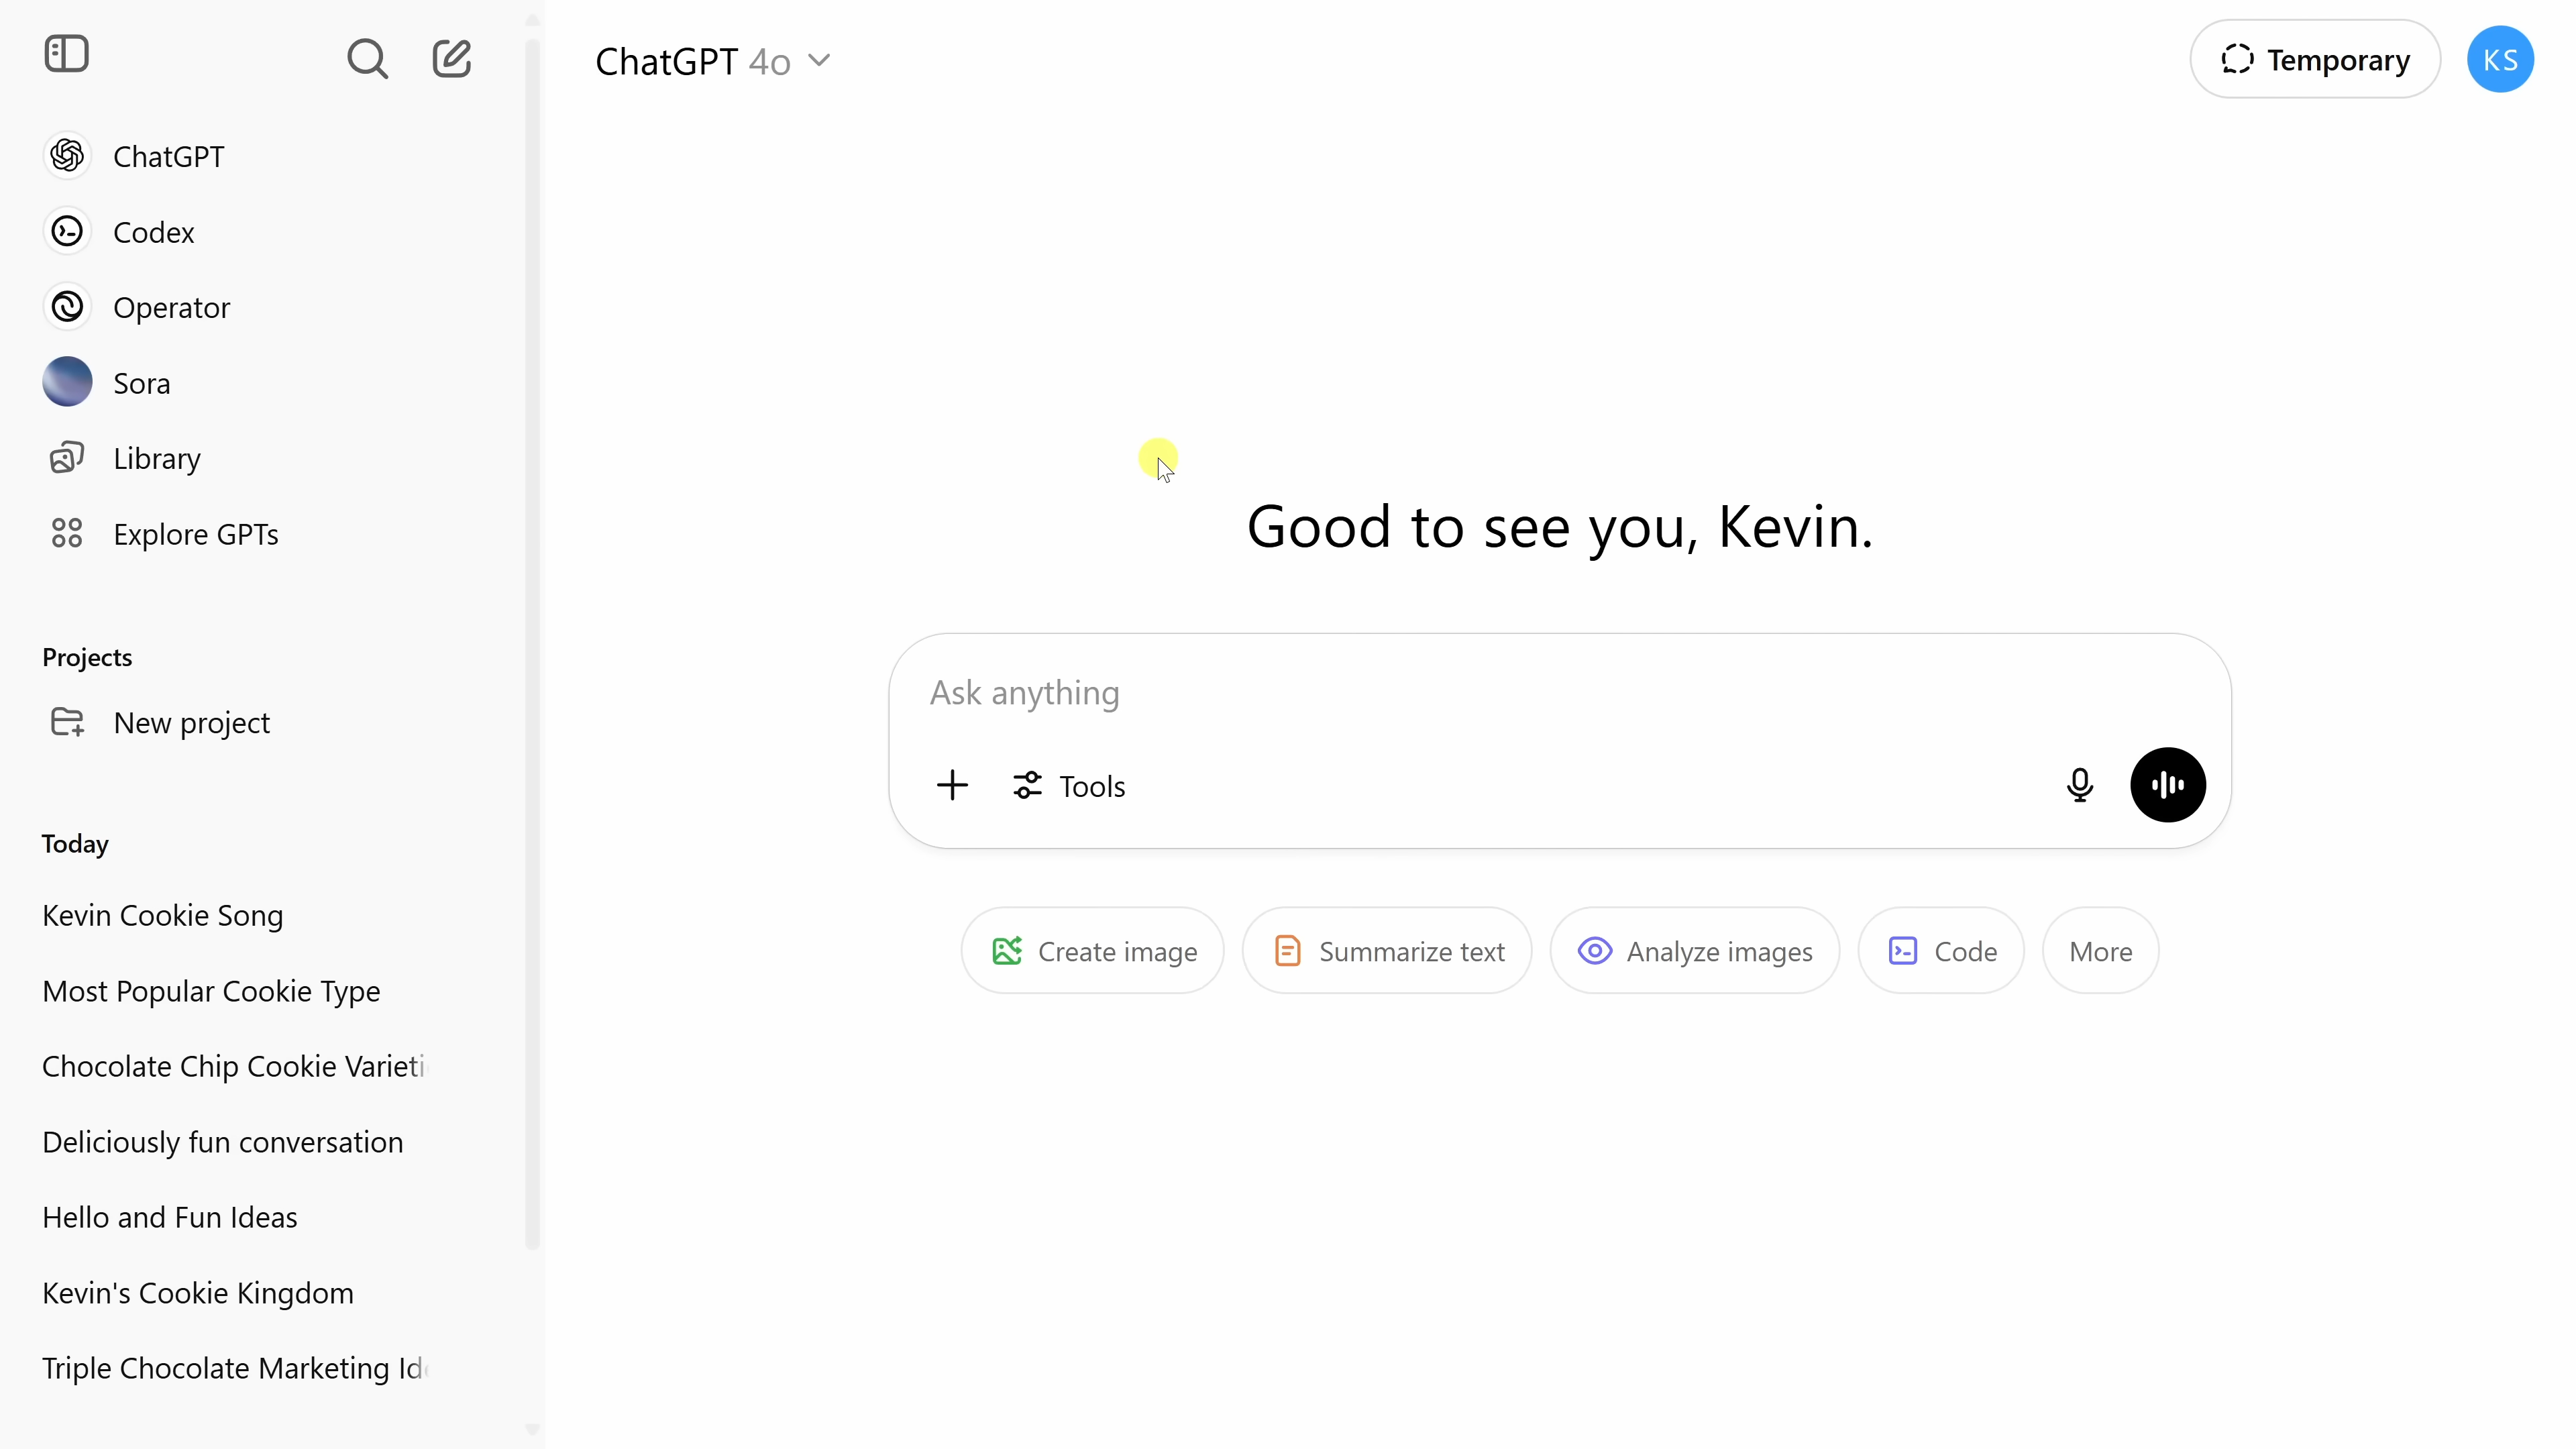 ChatGPT 4o
Temporary
KS
ChatGPT
Codex
Operator
Sora
Library
Explore GPTs
Projects
New project
Today
Kevin Cookie Song
Most Popular Cookie Type
Chocolate Chip Cookie Varieti
Deliciously fun conversation
Hello and Fun Ideas
Kevin's Cookie Kingdom
Triple Chocolate Marketing Id
Good to see you, Kevin.
Ask anything
Tools
Create image
Summarize text
Analyze images
Code
More